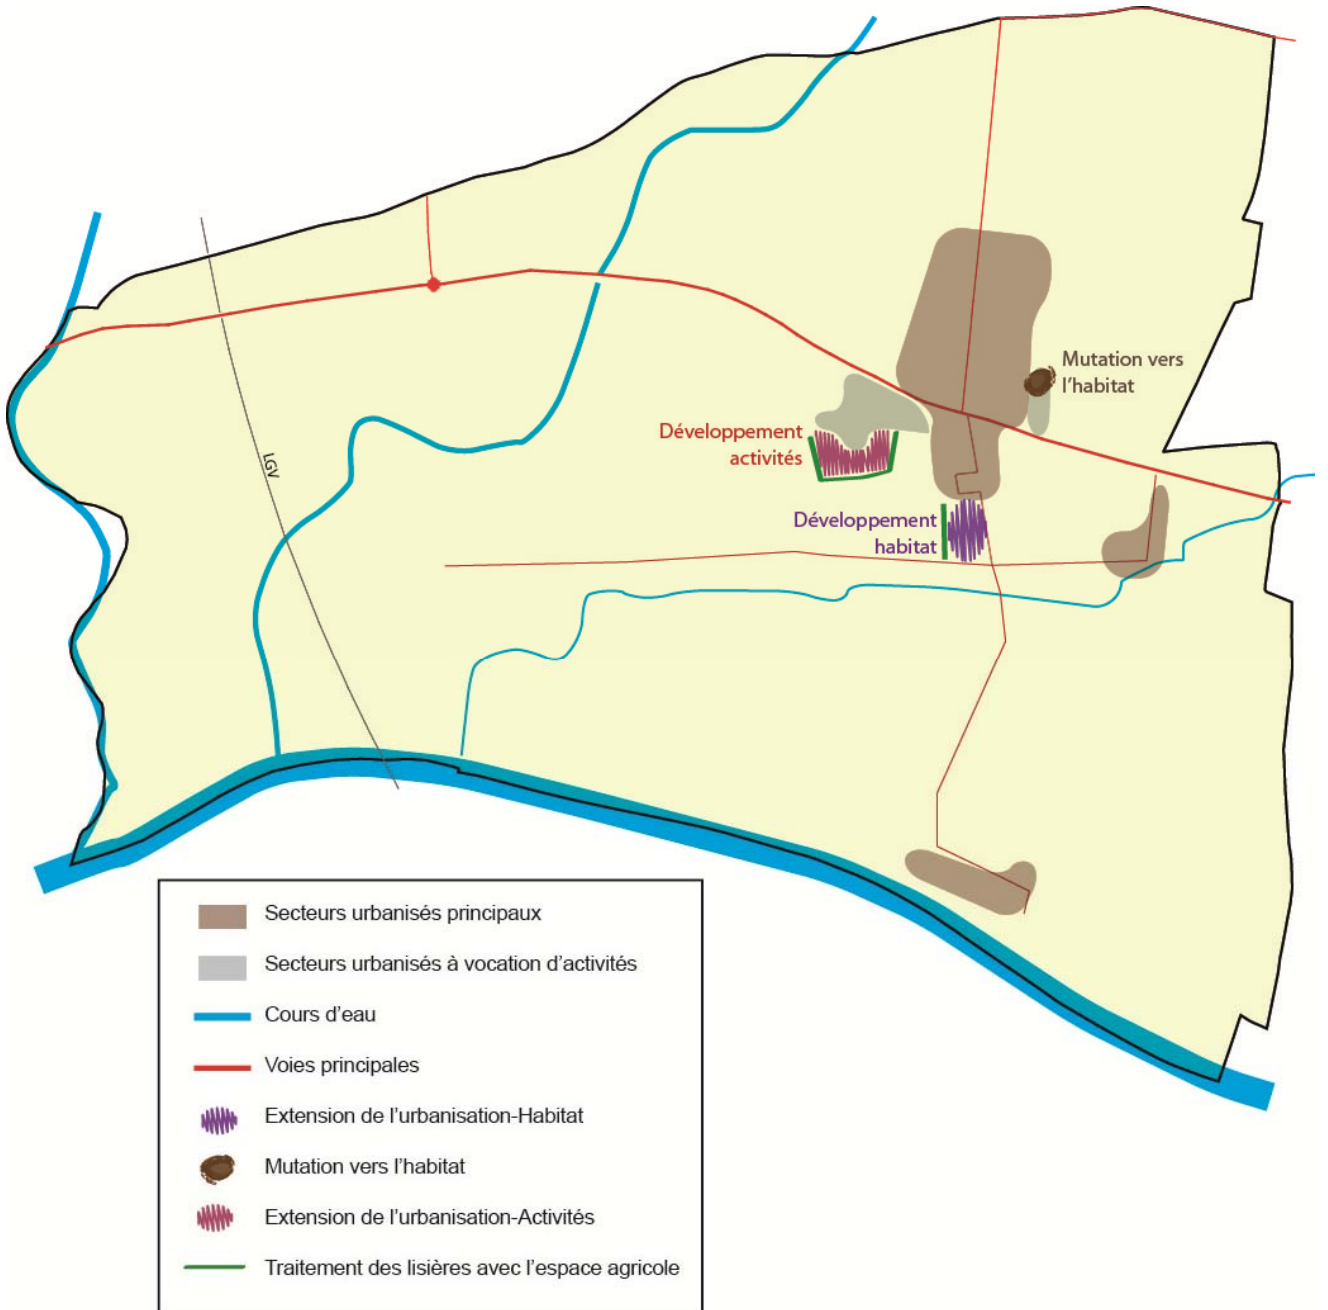 Mutation vers
l'habitat
Développement
activités
LGV
Développement
habitat
Secteurs urbanisés principaux
Secteurs urbanisés à vocation d'activités
Cours d'eau
Voies principales
Extension de l'urbanisation-Habitat
Mutation vers l'habitat
Extension de l'urbanisation-Activités
Traitement des lisières avec l'espace agricole